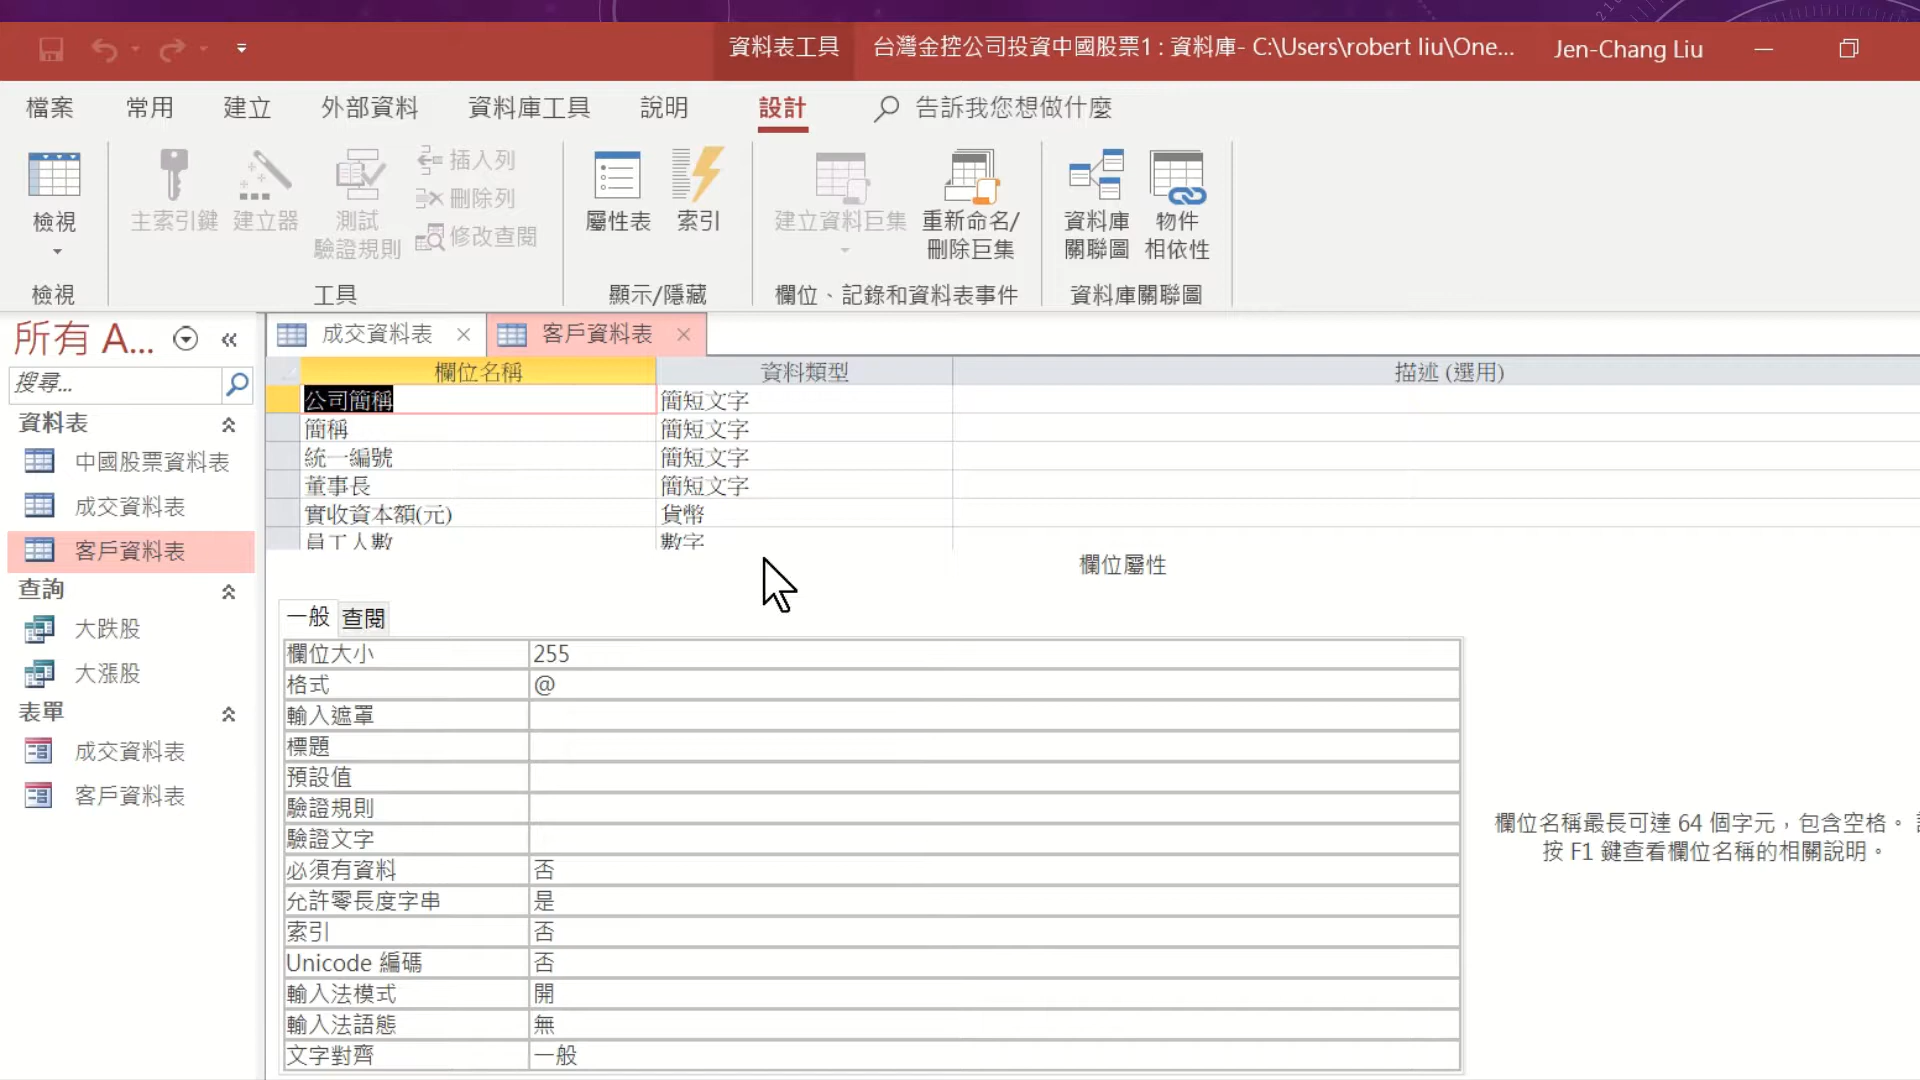 資料表工具
台灣金控公司投資中國股票1 : 資料庫- C:\Users\robert liu\One...
Jen-Chang Liu
檔案
常用
建立
外部資料
資料庫工具
說明
設計
告訴我您想做什麼
檢視
主索引鍵
建立器
測試
驗證規則
插入列
刪除列
修改查閱
屬性表
索引
建立資料巨集
重新命名/
刪除巨集
資料庫
關聯圖
物件
相依性
檢視
工具
顯示/隱藏
欄位、記錄和資料表事件
資料庫關聯圖
所有 A...
搜尋...
資料表
中國股票資料表
成交資料表
客戶資料表
查詢
大跌股
大漲股
表單
成交資料表
客戶資料表
成交資料表
客戶資料表
欄位名稱 資料類型 描述 (選用)
公司簡稱 簡短文字
簡稱 簡短文字
統一編號 簡短文字
董事長 簡短文字
實收資本額(元) 貨幣
員工人數 數字
欄位屬性
一般 查閱
欄位大小 255
格式 @
輸入遮罩
標題
預設值
驗證規則
驗證文字
必須有資料 否
允許零長度字串 是
索引 否
Unicode 編碼 否
輸入法模式 開
輸入法語態 無
文字對齊 一般
欄位名稱最長可達 64 個字元，包含空格。
按 F1 鍵查看欄位名稱的相關說明。